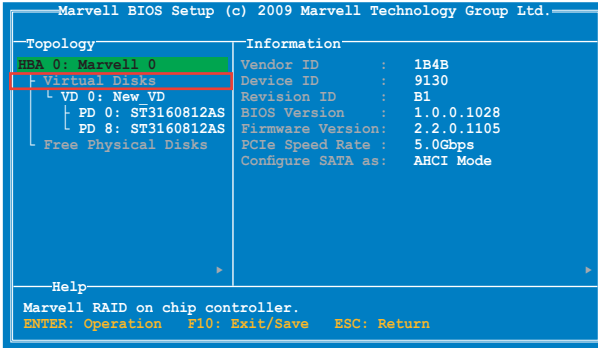 Marvell BIOS Setup (c) 2009 Marvell Technology Group Ltd.
Topology
HBA 0: Marvell 0
Virtual Disks
VD 0: New_VD
PD 0: ST3160812AS
PD 8: ST3160812AS
Free Physical Disks
Information
Vendor ID : 1B4B
Device ID : 9130
Revision ID : B1
BIOS Version : 1.0.0.1028
Firmware Version: 2.2.0.1105
PCIe Speed Rate : 5.0Gbps
Configure SATA as: AHCI Mode
Help
Marvell RAID on chip controller.
ENTER: Operation F10: Exit/Save ESC: Return